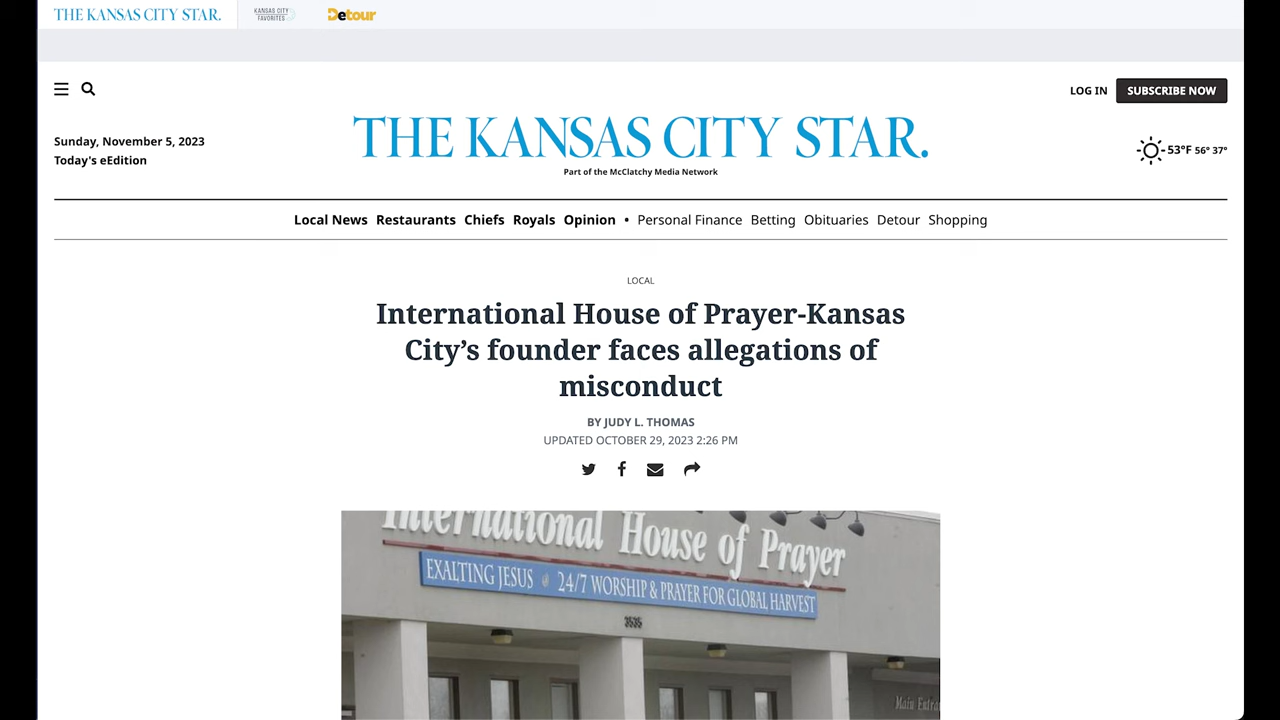 THE KANSAS CITY STAR.
KANSAS CITY
FAVORITES
Detour
LOG IN
SUBSCRIBE NOW
Sunday, November 5, 2023
Today's eEdition
THE KANSAS CITY STAR.
Part of the McClatchy Media Network
53°F 56° 37°
Local News Restaurants Chiefs Royals Opinion • Personal Finance Betting Obituaries Detour Shopping
LOCAL
International House of Prayer-Kansas
City’s founder faces allegations of
misconduct
BY JUDY L. THOMAS
UPDATED OCTOBER 29, 2023 2:26 PM
International House of Prayer
EXALTING JESUS 24/7 WORSHIP & PRAYER FOR GLOBAL HARVEST
3535
Main